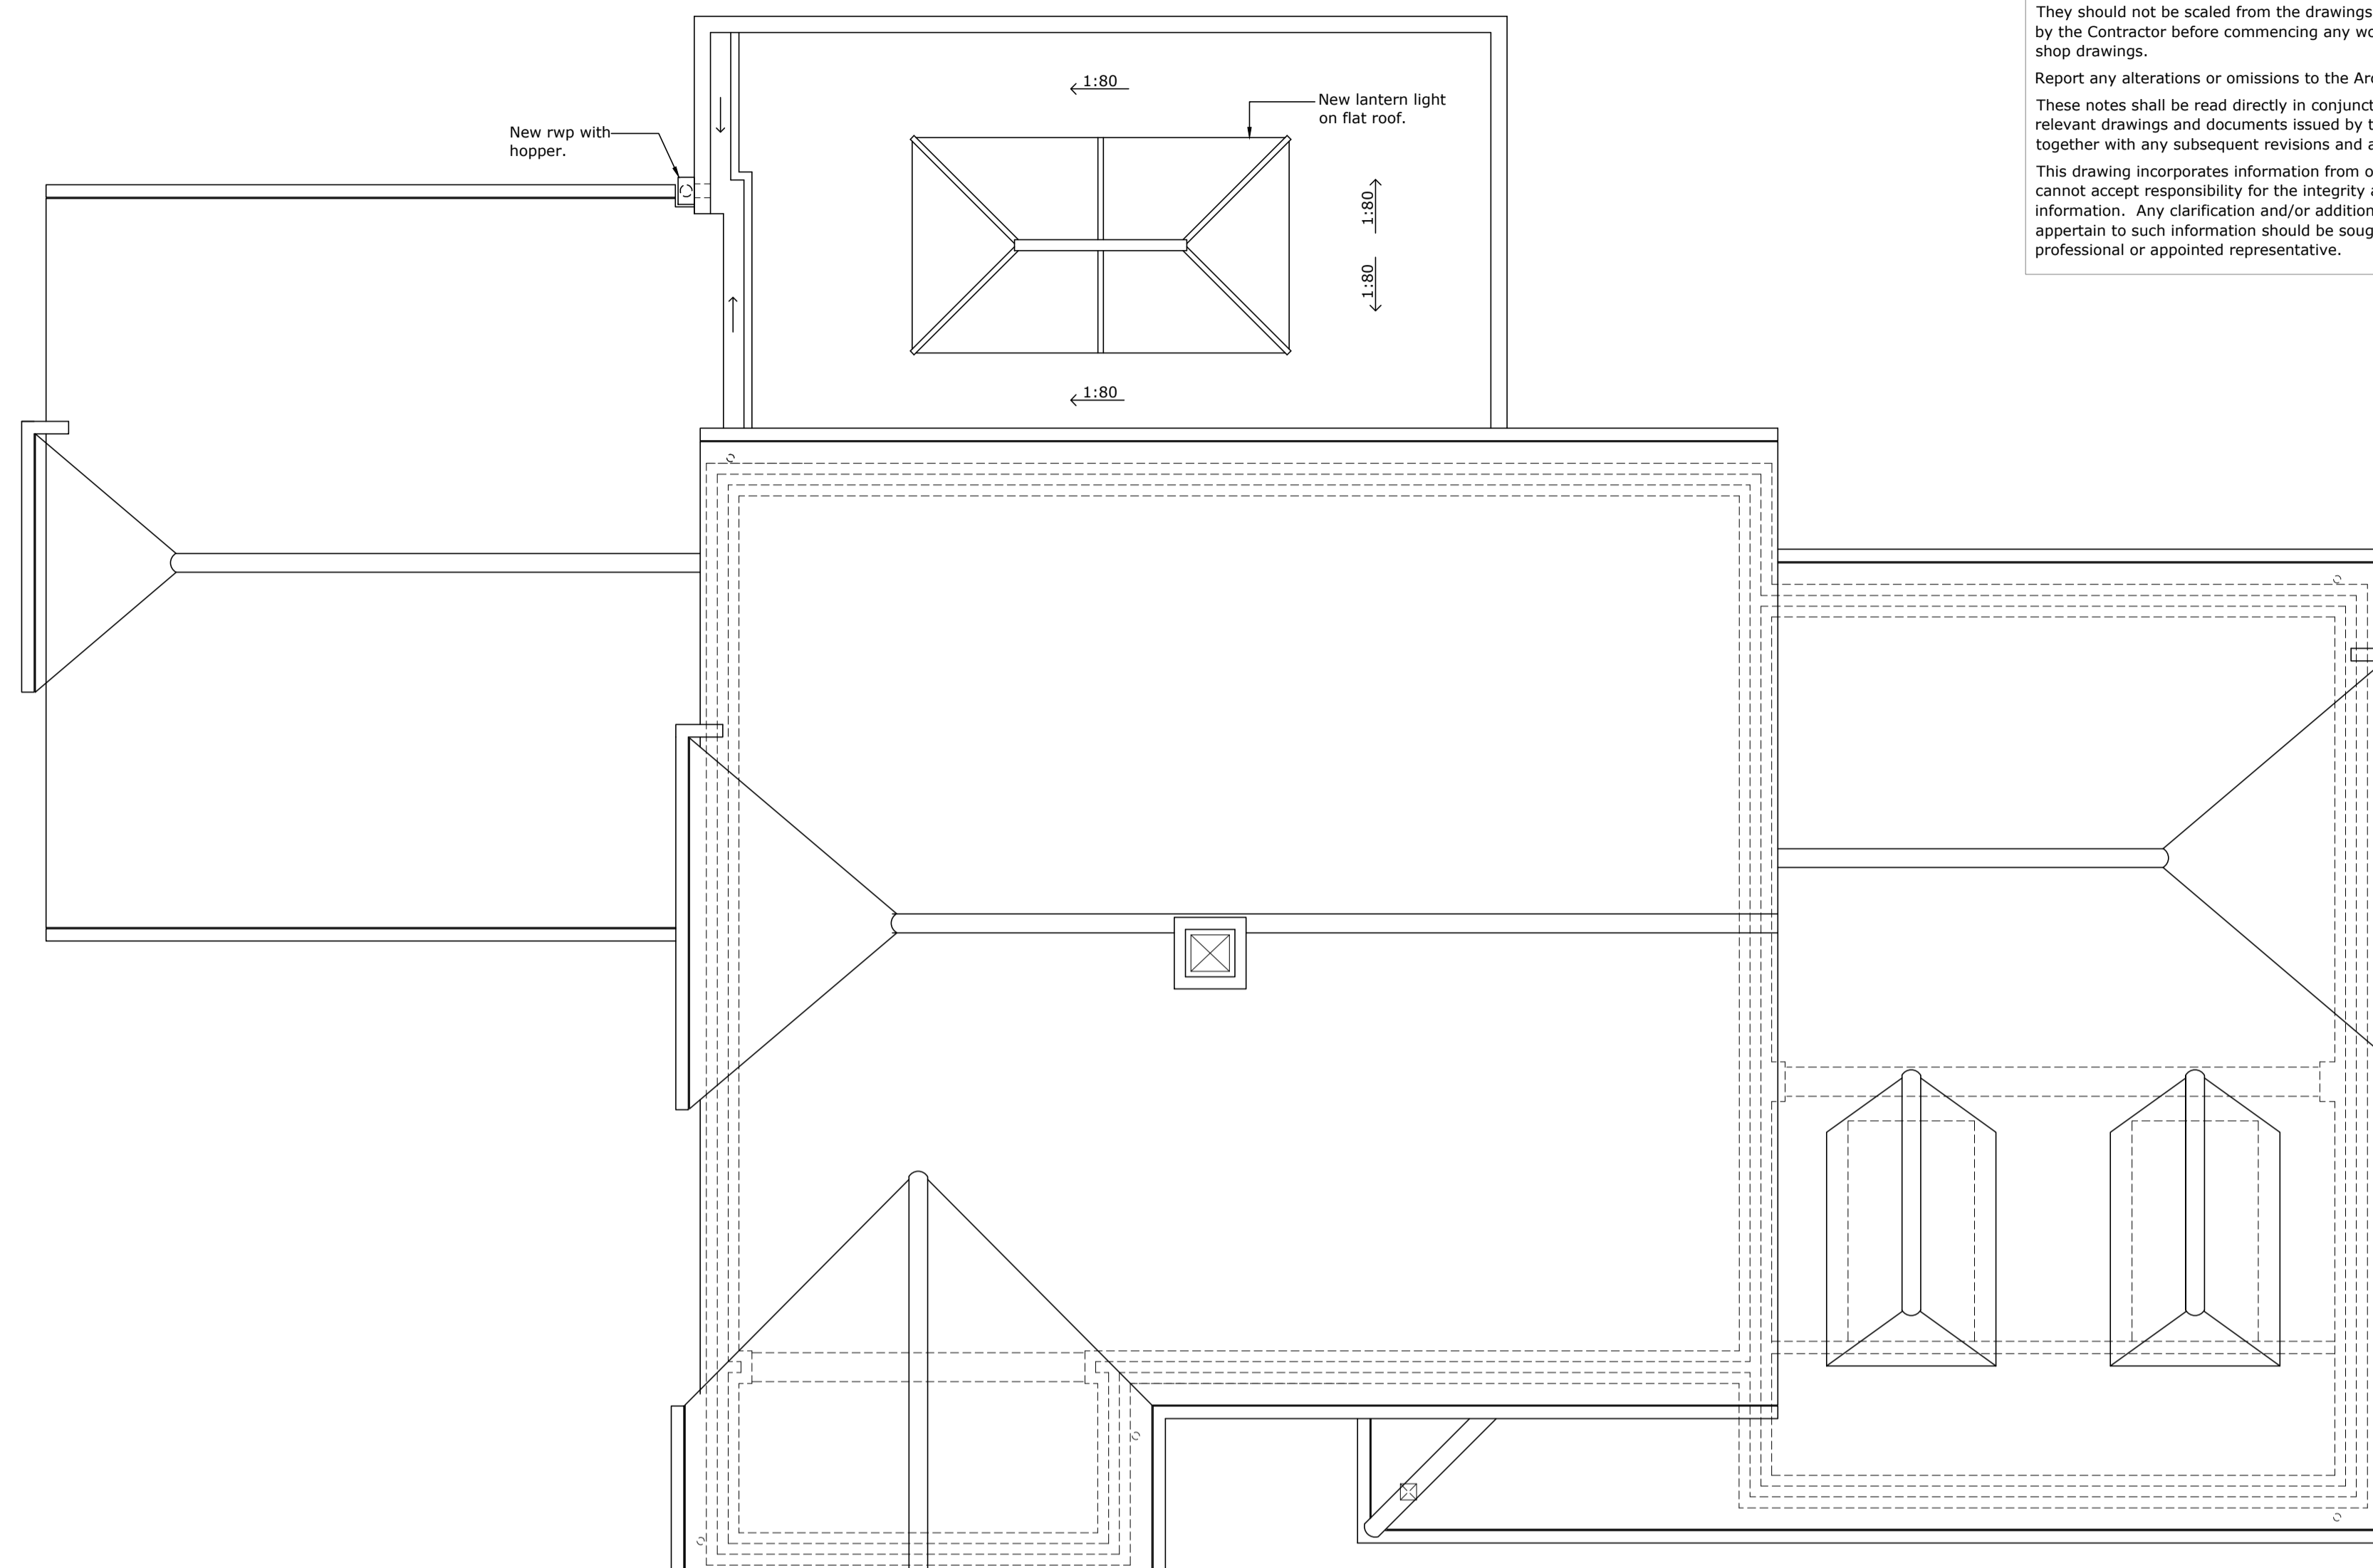 They should not be scaled from the drawings
by the Contractor before commencing any wo
shop drawings.
Report any alterations or omissions to the Arc
These notes shall be read directly in conjunct
relevant drawings and documents issued by t
together with any subsequent revisions and a
This drawing incorporates information from o
cannot accept responsibility for the integrity a
information.  Any clarification and/or addition
appertain to such information should be soug
professional or appointed representative.
1:80
New lantern light
on flat roof.
New rwp with
hopper.
1:80
1:80
1:80